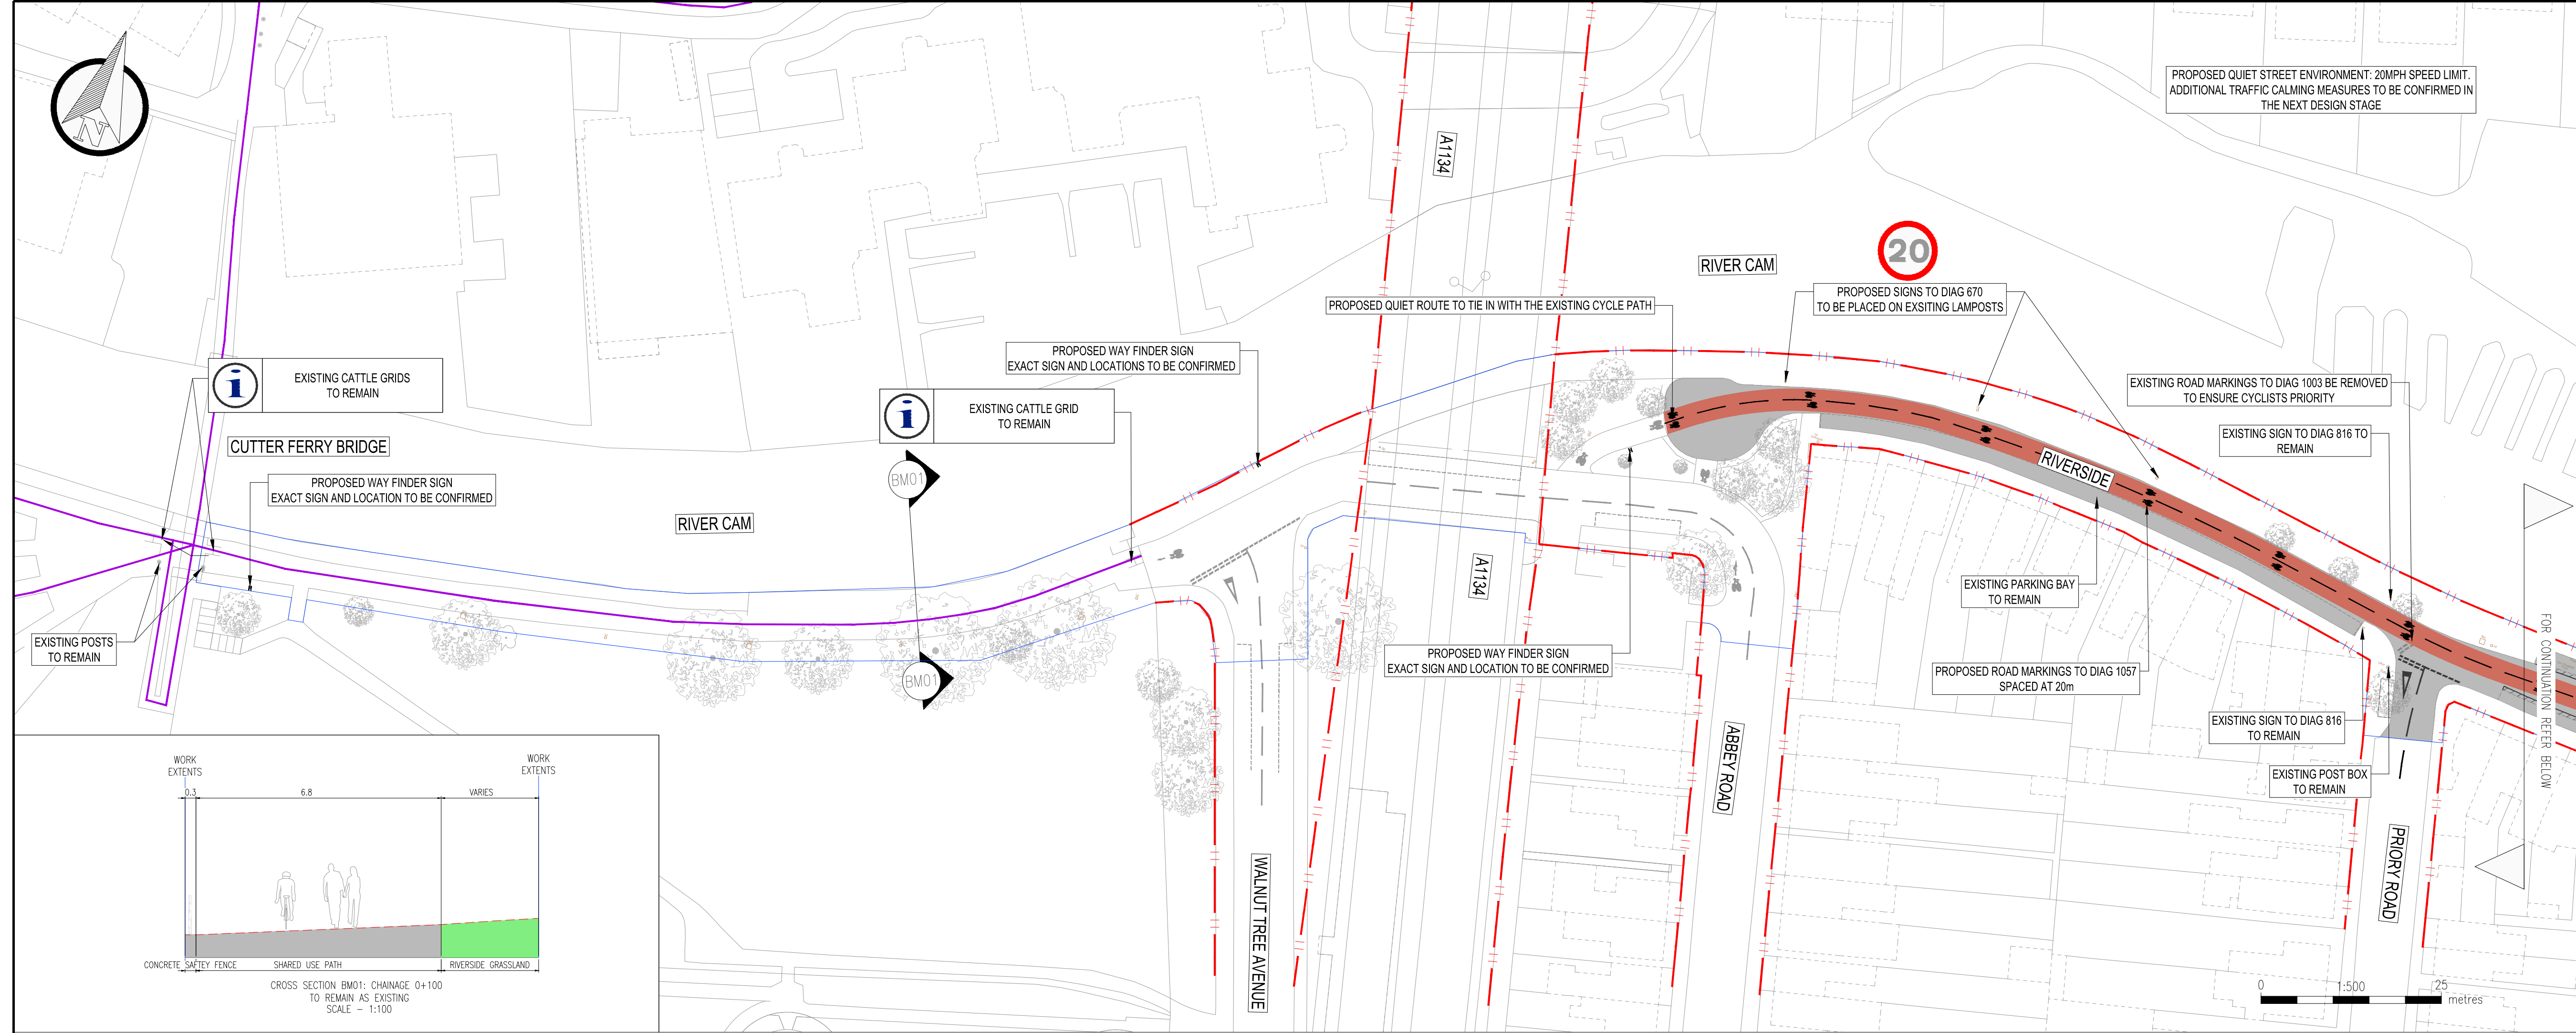 N
PROPOSED QUIET STREET ENVIRONMENT: 20MPH SPEED LIMIT.
ADDITIONAL TRAFFIC CALMING MEASURES TO BE CONFIRMED IN
THE NEXT DESIGN STAGE
A1134
20
RIVER CAM
PROPOSED QUIET ROUTE TO TIE IN WITH THE EXISTING CYCLE PATH
PROPOSED SIGNS TO DIAG 670
TO BE PLACED ON EXSITING LAMPOSTS
PROPOSED WAY FINDER SIGN
EXACT SIGN AND LOCATIONS TO BE CONFIRMED
i
EXISTING CATTLE GRIDS
TO REMAIN
i
EXISTING CATTLE GRID
TO REMAIN
EXISTING ROAD MARKINGS TO DIAG 1003 BE REMOVED
TO ENSURE CYCLISTS PRIORITY
EXISTING SIGN TO DIAG 816 TO
REMAIN
CUTTER FERRY BRIDGE
PROPOSED WAY FINDER SIGN
EXACT SIGN AND LOCATION TO BE CONFIRMED
BM01
RIVER CAM
RIVERSIDE
A1134
EXISTING PARKING BAY
TO REMAIN
EXISTING POSTS
TO REMAIN
BM01
PROPOSED WAY FINDER SIGN
EXACT SIGN AND LOCATION TO BE CONFIRMED
PROPOSED ROAD MARKINGS TO DIAG 1057
SPACED AT 20m
EXISTING SIGN TO DIAG 816
TO REMAIN
EXISTING POST BOX
TO REMAIN
FOR CONTINUATION REFER BELOW
ABBEY ROAD
WALNUT TREE AVENUE
PRIORY ROAD
WORK
EXTENTS
WORK
EXTENTS
0.3
6.8
VARIES
CONCRETE SAFTEY FENCE
SHARED USE PATH
RIVERSIDE GRASSLAND
CROSS SECTION BM01: CHAINAGE 0+100
TO REMAIN AS EXISTING
SCALE - 1:100
0
1:500
25
metres